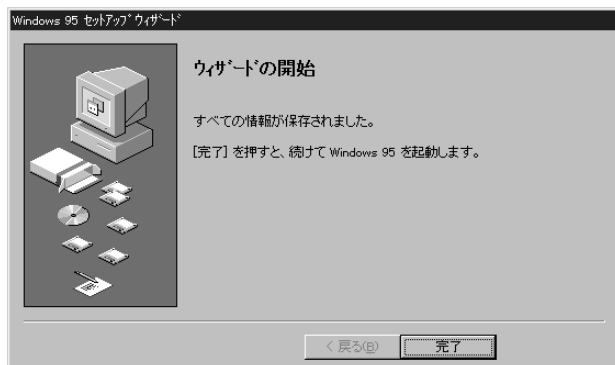 Windows 95 ｾｯﾄｱｯﾌﾟ ｳｨｻﾞｰﾄﾞ
ｳｨｻﾞｰﾄﾞの開始
すべての情報が保存されました。
[完了] を押すと、続けて Windows 95 を起動します。
< 戻る(B)
完了